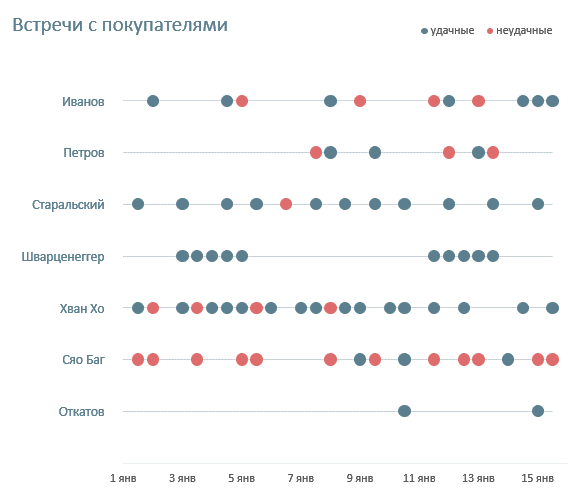 Встречи с покупателями
удачные неудачные
Иванов
Петров
Старальский
Шварценеггер
Хван Хо
Сяо Баг
Откатов
1 янв 3 янв 5 янв 7 янв 9 янв 11 янв 13 янв 15 янв